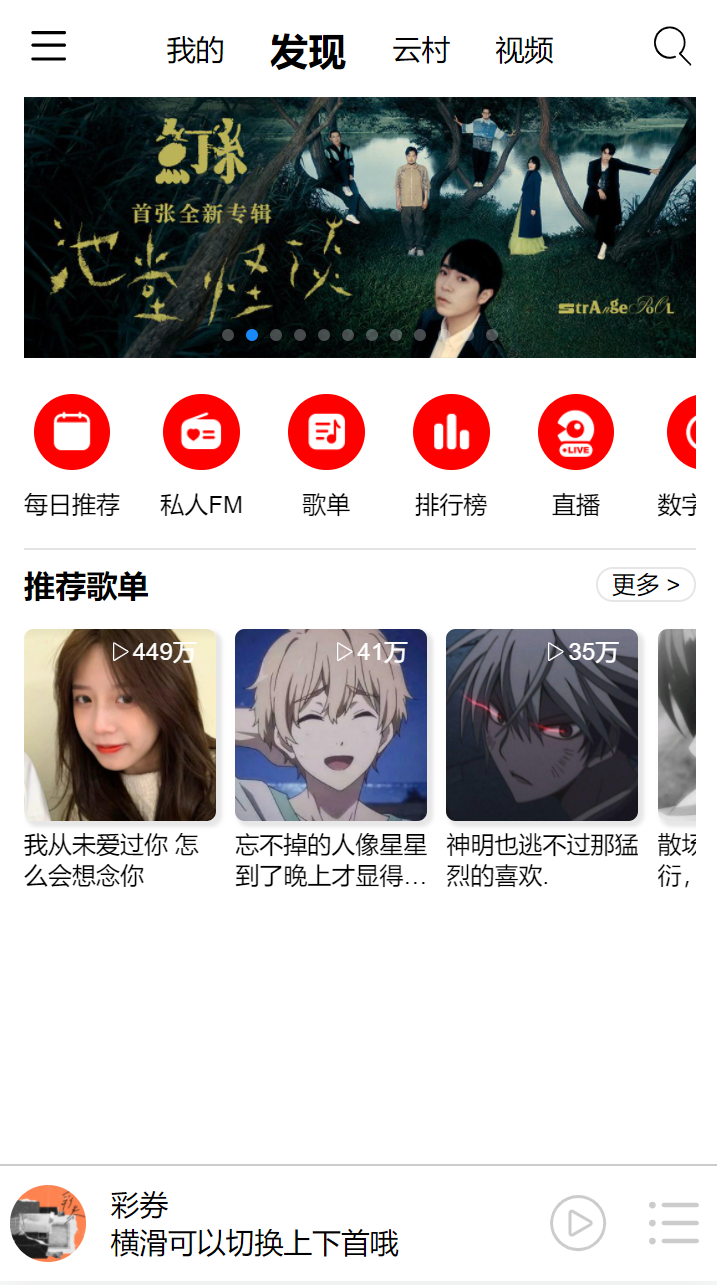 我的 发现 云村 视频
首张全新专辑
池堂怪谈
StrAngePoOL
每日推荐 私人FM 歌单 排行榜 直播 数字
LIVE
推荐歌单 更多 >
449万 41万 35万
我从未爱过你 怎么会想念你
忘不掉的人像星星
到了晚上才显得…
神明也逃不过那猛
烈的喜欢.
散场
衍，
彩券
横滑可以切换上下首哦